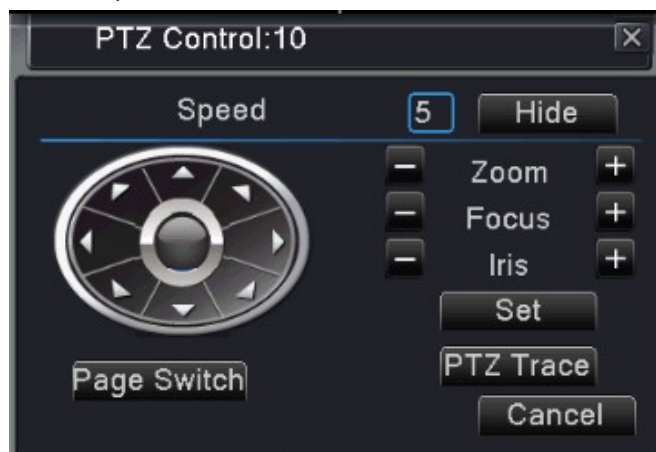 PTZ Control:10
Speed 5 Hide
- Zoom +
- Focus +
- Iris +
Set
PTZ Trace
Page Switch
Cancel